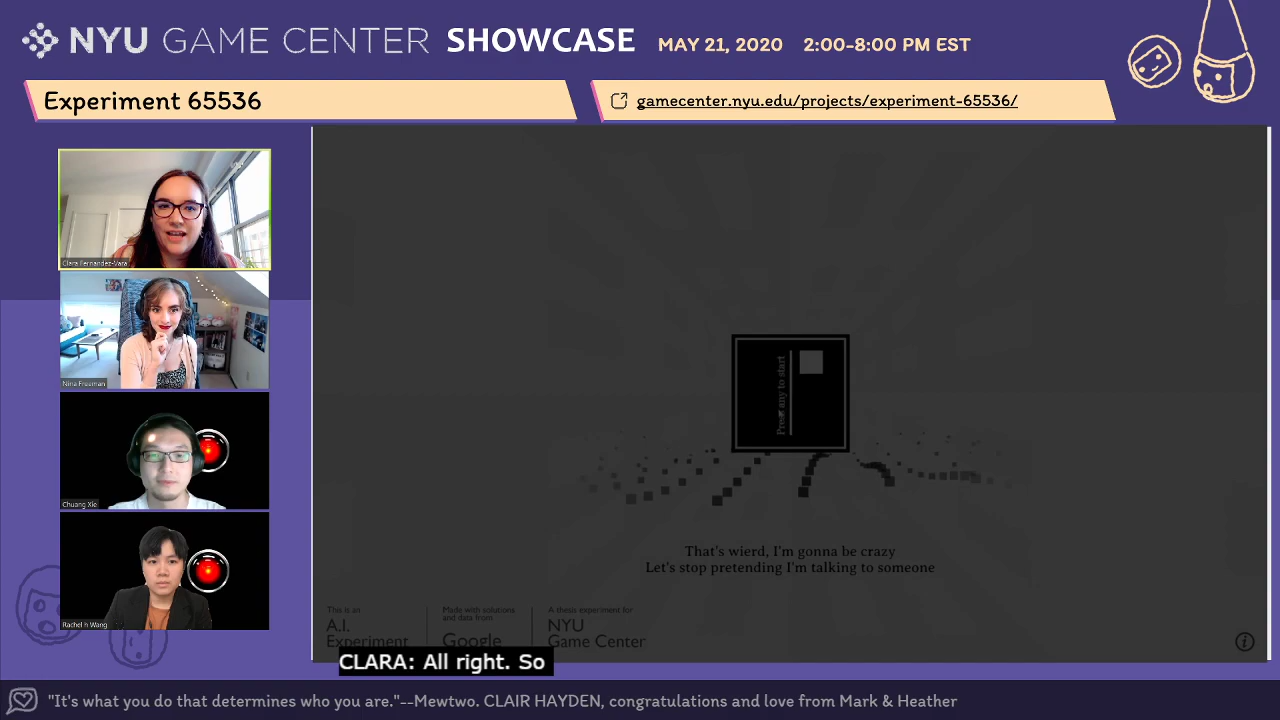 NYU GAME CENTER SHOWCASE MAY 21, 2020 2:00-8:00 PM EST
Experiment 65536
gamecenter.nyu.edu/projects/experiment-65536/
Clara Fernandez-Vara
Nina Freeman
Chuang Xie
Rachel h Wang
Press any to start
That's wierd, I'm gonna be crazy
Let's stop pretending I'm talking to someone
This is an
A.I.
Experiment
Made with solutions
and data from
Google
A thesis experiment for
NYU
Game Center
CLARA: All right. So
"It's what you do that determines who you are."--Mewtwo. CLAIR HAYDEN, congratulations and love from Mark & Heather